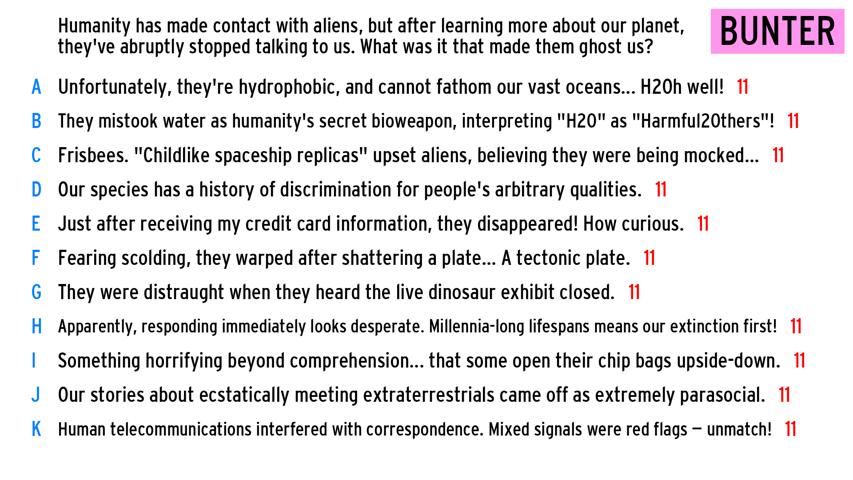 Humanity has made contact with aliens, but after learning more about our planet,
they've abruptly stopped talking to us. What was it that made them ghost us?
BUNTER
A Unfortunately, they're hydrophobic, and cannot fathom our vast oceans... H2Oh well! 11
B They mistook water as humanity's secret bioweapon, interpreting "H2O" as "Harmful2Others"! 11
C Frisbees. "Childlike spaceship replicas" upset aliens, believing they were being mocked... 11
D Our species has a history of discrimination for people's arbitrary qualities. 11
E Just after receiving my credit card information, they disappeared! How curious. 11
F Fearing scolding, they warped after shattering a plate... A tectonic plate. 11
G They were distraught when they heard the live dinosaur exhibit closed. 11
H Apparently, responding immediately looks desperate. Millennia-long lifespans means our extinction first! 11
I Something horrifying beyond comprehension... that some open their chip bags upside-down. 11
J Our stories about ecstatically meeting extraterrestrials came off as extremely parasocial. 11
K Human telecommunications interfered with correspondence. Mixed signals were red flags — unmatch! 11